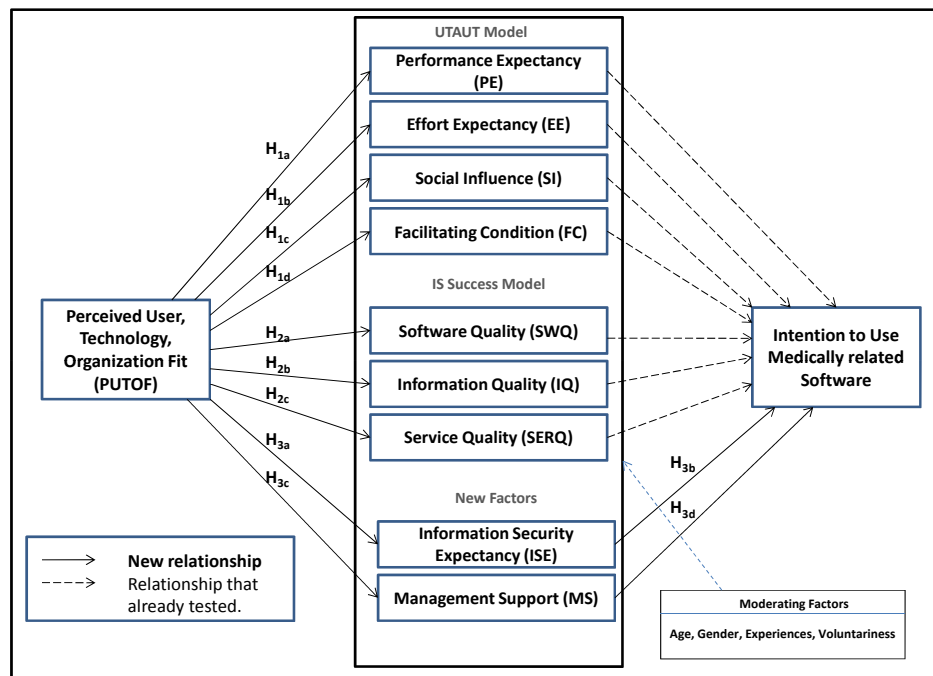 UTAUT Model
Performance Expectancy
(PE)
Effort Expectancy (EE)
Social Influence (SI)
Facilitating Condition (FC)
IS Success Model
Software Quality (SWQ)
Information Quality (IQ)
Service Quality (SERQ)
New Factors
Information Security
Expectancy (ISE)
Management Support (MS)
H1a
H1b
H1c
H1d
H2a
H2b
H2c
H3a
H3c
Perceived User,
Technology,
Organization Fit
(PUTOF)
Intention to Use
Medically related
Software
H3b
H3d
New relationship
Relationship that
already tested.
Moderating Factors
Age, Gender, Experiences, Voluntariness